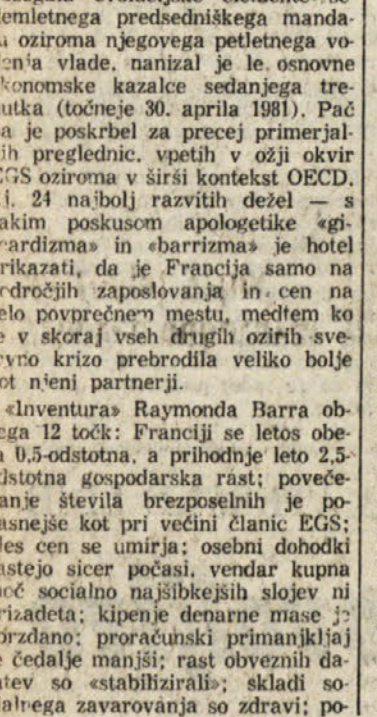 emletnega predsedniškega manda-
oziroma njegovega petletnega vo-
enja vlade, nanizal je le osnovne
konomske kazalce sedanjega tre-
utka (točneje 30. aprila 1981). Pač
a je poskrbel za precej primerjal-
ih preglednic, vpetih v ožji okvir
EGS oziroma v širši kontekst OECD,
i. 24 najbolj razvitih dežel — s
akim poskusom apologetike «gi-
ardizma» in «barrizma» je hotel
rikazati, da je Francija samo na
dročjih zaposlovanja in cen na
elo povprečnem mestu, medtem ko
e v skoraj vseh drugih ozirih sve-
vno krizo prebrodila veliko bolje
ot njeni partnerji.
«Inventura» Raymonda Barra ob-
ega 12 točk: Franciji se letos obe-
a 0,5-odstotna, a prihodnje leto 2,5-
dstotna gospodarska rast; poveče-
anje števila brezposelnih je po-
asnejše kot pri večini članic EGS;
les cen se umirja; osebni dohodki
astejo sicer počasi, vendar kupna
oč socialno najšibkejših slojev ni
rizadeta; kipenje denarne mase je
brzdano; proračunski primanjkljaj
e čedalje manjši; rast obveznih da-
atev so «stabilizirali»; skladi so-
alnega zavarovanja so zdravi; po-